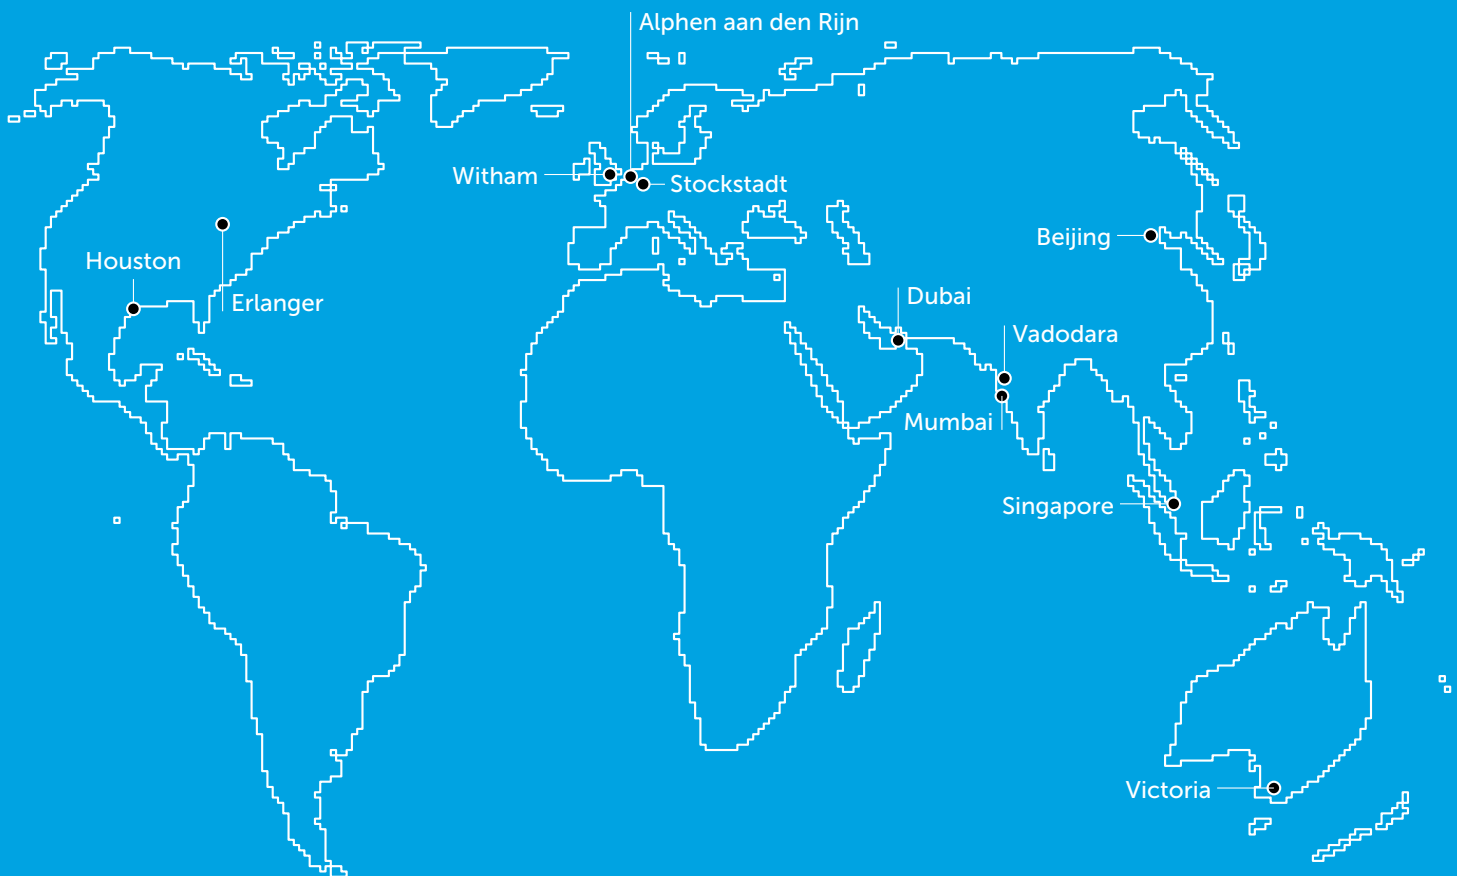 Alphen aan den Rijn
Witham
Stockstadt
Beijing
Houston
Erlanger
Dubai
Vadodara
Mumbai
Singapore
Victoria